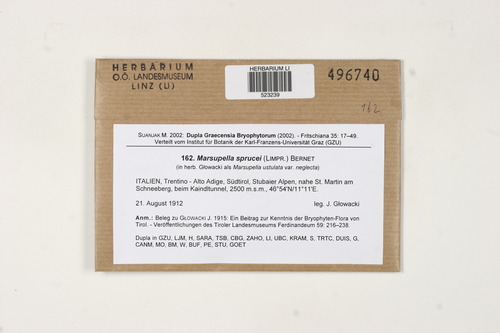 HERBARIUM
O.Ö. LANDESMUSEUM
LINZ (LI)
HERBARIUM LI
523239
496740
162
SUANJAK M. 2002: Dupla Graecensia Bryophytorum (2002). - Fritschiana 35: 17–49.
Verteilt vom Institut für Botanik der Karl-Franzens-Universität Graz (GZU)
162. Marsupella sprucei (LIMPR.) BERNET
(in herb. Głowacki als Marsupella ustulata var. neglecta)
ITALIEN, Trentino - Alto Adige, Südtirol, Stubaier Alpen, nahe St. Martin am
Schneeberg, beim Kaindltunnel, 2500 m.s.m., 46°54'N/11°11'E.
21. August 1912
leg. J. Głowacki
Anm.: Beleg zu GŁOWACKI J. 1915: Ein Beitrag zur Kenntnis der Bryophyten-Flora von
Tirol. - Veröffentlichungen des Tiroler Landesmuseums Ferdinandeum 59: 216–238.
Dupla in GZU, LJM, H, SARA, TSB, CBG, ZAHO, LI, UBC, KRAM, S, TRTC, DUIS, G,
CANM, MO, BM, W, BUF, PE, STU, GOET